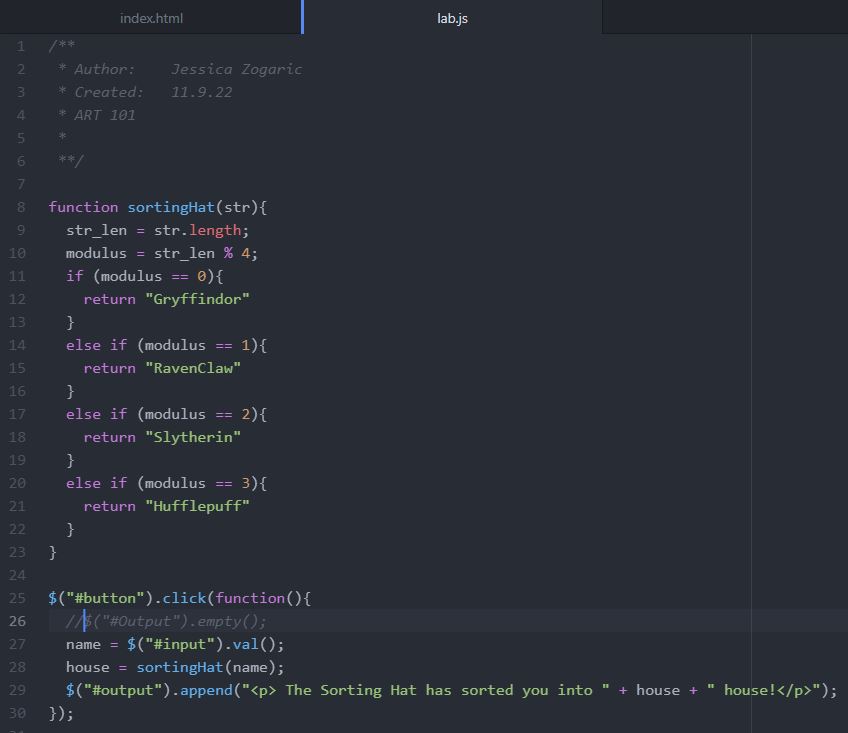 index.html
lab.js
1 /**
2  * Author:    Jessica Zogaric
3  * Created:   11.9.22
4  * ART 101
5  *
6  **/
7
8 function sortingHat(str){
9   str_len = str.length;
10   modulus = str_len % 4;
11   if (modulus == 0){
12     return "Gryffindor"
13   }
14   else if (modulus == 1){
15     return "RavenClaw"
16   }
17   else if (modulus == 2){
18     return "Slytherin"
19   }
20   else if (modulus == 3){
21     return "Hufflepuff"
22   }
23 }
24
25 $("#button").click(function(){
26   //$("#Output").empty();
27   name = $("#input").val();
28   house = sortingHat(name);
29   $("#output").append("<p> The Sorting Hat has sorted you into " + house + " house!</p>");
30 });